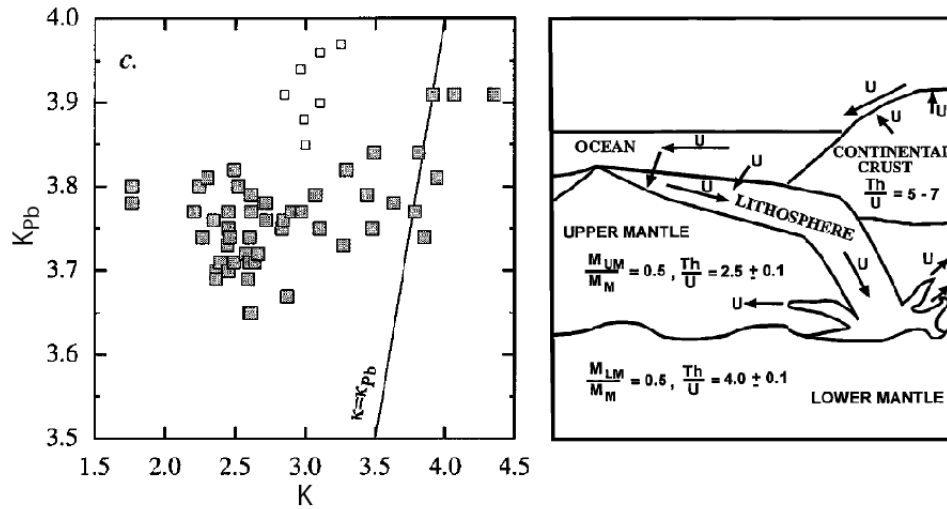 4.0
3.9
3.8
3.7
3.6
3.5
K_Pb
c.
κ=κPb
1.5 2.0 2.5 3.0 3.5 4.0 4.5
K
OCEAN
U
U
U
LITHOSPHERE
U
U
U
U
CONTINENTAL
CRUST
Th/U = 5 - 7
UPPER MANTLE
M_UM/M_M = 0.5 , Th/U = 2.5 ± 0.1
U
U
U
M_LM/M_M = 0.5 , Th/U = 4.0 ± 0.1
LOWER MANTLE